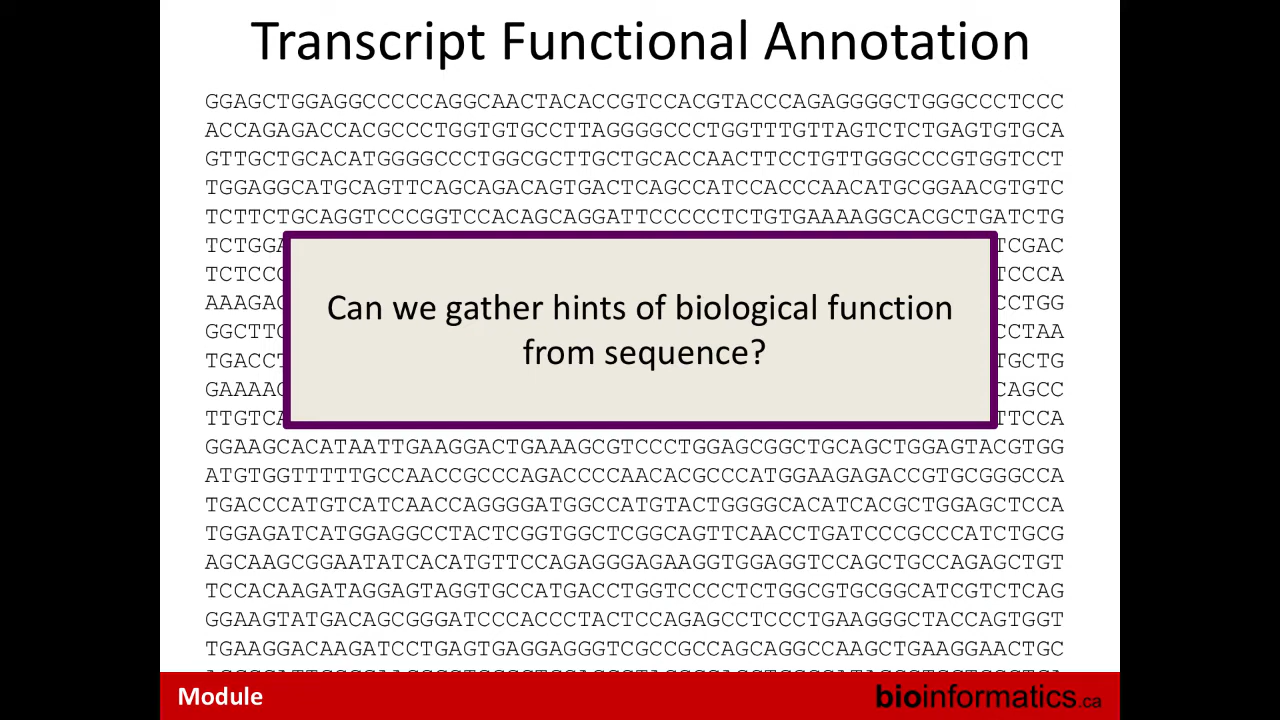 Transcript Functional Annotation
GGAGCTGGAGGCCCCCAGGCAACTACACCGTCCACGTACCCAGAGGGGCTGGGCCCTCCC
ACCAGAGACCACGCCCTGGTGTGCCTTAGGGGCCCTGGTTTGTTAGTCTCTGAGTGTGCA
GTTGCTGCACATGGGGCCCTGGCGCTTGCTGCACCAACTTCCTGTTGGGCCCGTGGTCCT
TGGAGGCATGCAGTTCAGCAGACAGTGACTCAGCCATCCACCCAACATGCGGAACGTGTC
TCTTCTGCAGGTCCCGGTCCACAGCAGGATTCCCCCTCTGTGAAAAGGCACGCTGATCTG
TCTGGA TCGAC
TCTCCC TCCCA
AAAGAC CCTGG
GGCTTC CCTAA
TGACCT TGCTG
GAAAAC CAGCC
TTGTCA TTCCA
Can we gather hints of biological function
from sequence?
GGAAGCACATAATTGAAGGACTGAAAGCGTCCCTGGAGCGGCTGCAGCTGGAGTACGTGG
ATGTGGTTTTTGCCAACCGCCCAGACCCCAACACGCCCATGGAAGAGACCGTGCGGGCCA
TGACCCATGTCATCAACCAGGGGATGGCCATGTACTGGGGCACATCACGCTGGAGCTCCA
TGGAGATCATGGAGGCCTACTCGGTGGCTCGGCAGTTCAACCTGATCCCGCCCATCTGCG
AGCAAGCGGAATATCACATGTTCCAGAGGGAGAAGGTGGAGGTCCAGCTGCCAGAGCTGT
TCCACAAGATAGGAGTAGGTGCCATGACCTGGTCCCCTCTGGCGTGCGGCATCGTCTCAG
GGAAGTATGACAGCGGGATCCCACCCTACTCCAGAGCCTCCCTGAAGGGCTACCAGTGGT
TGAAGGACAAGATCCTGAGTGAGGAGGGTCGCCGCCAGCAGGCCAAGCTGAAGGAACTGC
Module
bioinformatics.ca